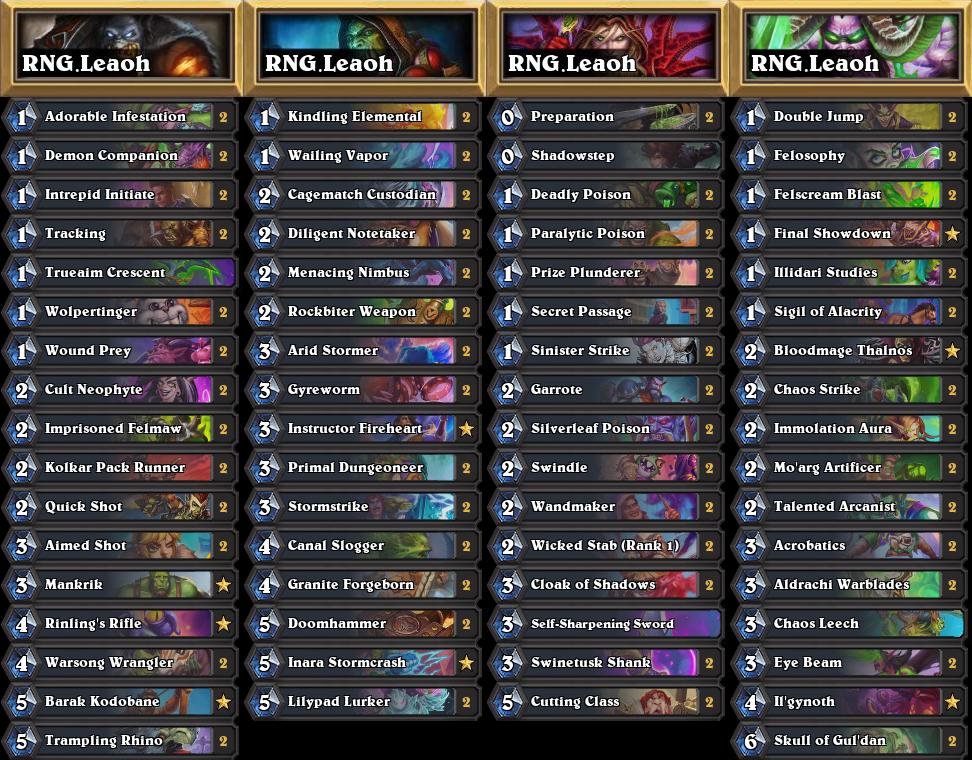 RNG.Leaoh
1 Adorable Infestation 2
1 Demon Companion 2
1 Intrepid Initiate 2
1 Tracking 2
1 Trueaim Crescent
1 Wolpertinger 2
1 Wound Prey 2
2 Cult Neophyte 2
2 Imprisoned Felmaw 2
2 Kolkar Pack Runner 2
2 Quick Shot 2
3 Aimed Shot 2
3 Mankrik
4 Rinling's Rifle
4 Warsong Wrangler 2
5 Barak Kodobane
5 Trampling Rhino 2
RNG.Leaoh
1 Kindling Elemental 2
1 Wailing Vapor 2
2 Cagematch Custodian 2
2 Diligent Notetaker 2
2 Menacing Nimbus 2
2 Rockbiter Weapon 2
3 Arid Stormer 2
3 Gyreworm 2
3 Instructor Fireheart
3 Primal Dungeoneer 2
3 Stormstrike 2
4 Canal Slogger 2
4 Granite Forgeborn 2
5 Doomhammer 2
5 Inara Stormcrash
5 Lilypad Lurker 2
RNG.Leaoh
0 Preparation 2
0 Shadowstep 2
1 Deadly Poison 2
1 Paralytic Poison 2
1 Prize Plunderer 2
1 Secret Passage 2
1 Sinister Strike 2
2 Garrote 2
2 Silverleaf Poison 2
2 Swindle 2
2 Wandmaker 2
2 Wicked Stab (Rank 1) 2
3 Cloak of Shadows 2
3 Self-Sharpening Sword
3 Swinetusk Shank 2
5 Cutting Class 2
RNG.Leaoh
1 Double Jump 2
1 Felosophy 2
1 Felscream Blast 2
1 Final Showdown
1 Illidari Studies 2
1 Sigil of Alacrity 2
2 Bloodmage Thalnos
2 Chaos Strike 2
2 Immolation Aura 2
2 Mo'arg Artificer 2
2 Talented Arcanist 2
3 Acrobatics 2
3 Aldrachi Warblades 2
3 Chaos Leech
3 Eye Beam 2
4 Il'gynoth
6 Skull of Gul'dan 2